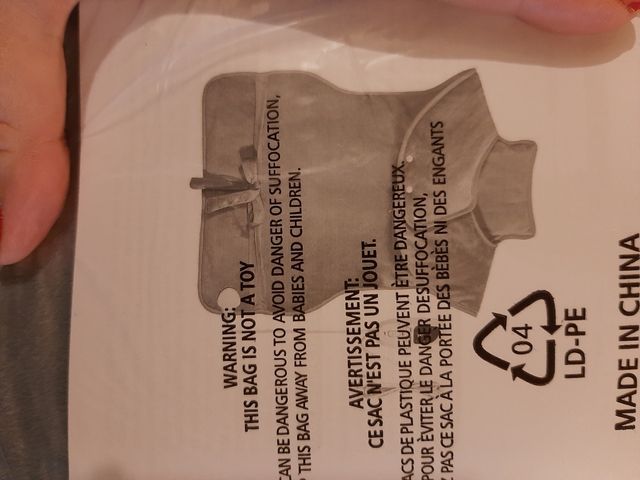 WARNING:
THIS BAG IS NOT A TOY
CAN BE DANGEROUS TO AVOID DANGER OF SUFFOCATION,
THIS BAG AWAY FROM BABIES AND CHILDREN.
AVERTISSEMENT:
CE SAC N'EST PAS UN JOUET.
ACS DE PLASTIQUE PEUVENT ÊTRE DANGEREUX.
POUR ÈVITER LE DANGER DESUFFOCATION,
PAS CE SAC À LA PORTÉE DES BÈBÈS NI DES ENGANTS
04
LD-PE
MADE IN CHINA